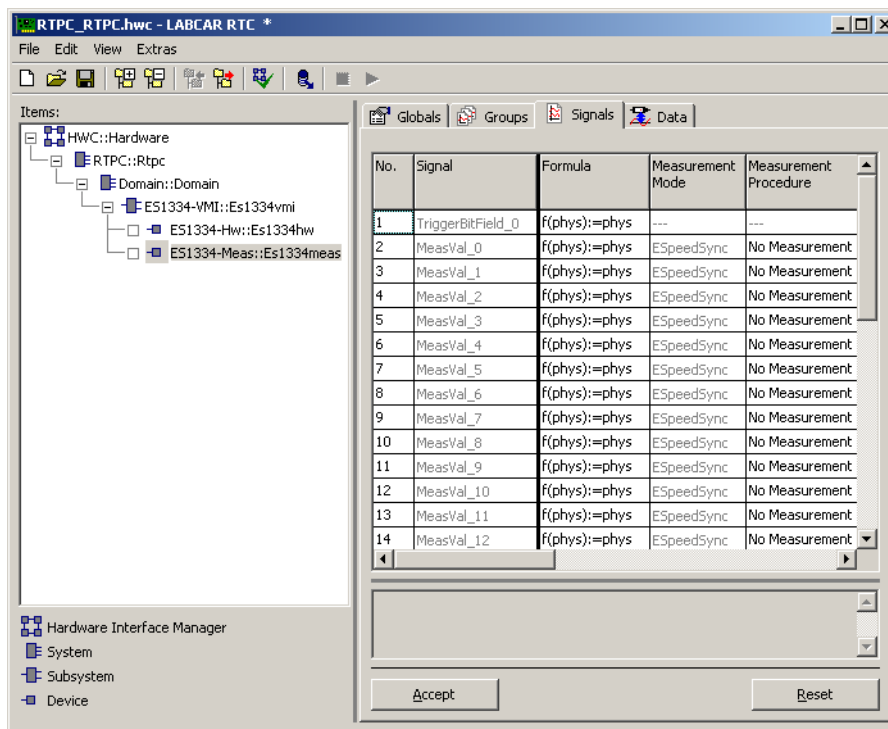 RTPC_RTPC.hwc - LABCAR RTC *
File Edit View Extras
Items:
HWC::Hardware
RTPC::Rtpc
Domain::Domain
ES1334-VMI::Es1334vmi
ES1334-Hw::Es1334hw
ES1334-Meas::Es1334meas
Hardware Interface Manager
System
Subsystem
Device
Globals Groups Signals Data
No. Signal Formula Measurement Mode Measurement Procedure
1 TriggerBitField_0 f(phys):=phys --- ---
2 MeasVal_0 f(phys):=phys ESpeedSync No Measurement
3 MeasVal_1 f(phys):=phys ESpeedSync No Measurement
4 MeasVal_2 f(phys):=phys ESpeedSync No Measurement
5 MeasVal_3 f(phys):=phys ESpeedSync No Measurement
6 MeasVal_4 f(phys):=phys ESpeedSync No Measurement
7 MeasVal_5 f(phys):=phys ESpeedSync No Measurement
8 MeasVal_6 f(phys):=phys ESpeedSync No Measurement
9 MeasVal_7 f(phys):=phys ESpeedSync No Measurement
10 MeasVal_8 f(phys):=phys ESpeedSync No Measurement
11 MeasVal_9 f(phys):=phys ESpeedSync No Measurement
12 MeasVal_10 f(phys):=phys ESpeedSync No Measurement
13 MeasVal_11 f(phys):=phys ESpeedSync No Measurement
14 MeasVal_12 f(phys):=phys ESpeedSync No Measurement
Accept Reset